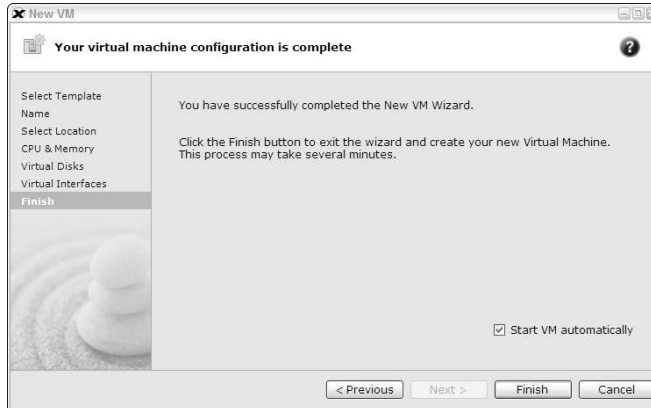 New VM
Your virtual machine configuration is complete
?
Select Template
Name
Select Location
CPU & Memory
Virtual Disks
Virtual Interfaces
Finish
You have successfully completed the New VM Wizard.
Click the Finish button to exit the wizard and create your new Virtual Machine.
This process may take several minutes.
Start VM automatically
< Previous
Next >
Finish
Cancel